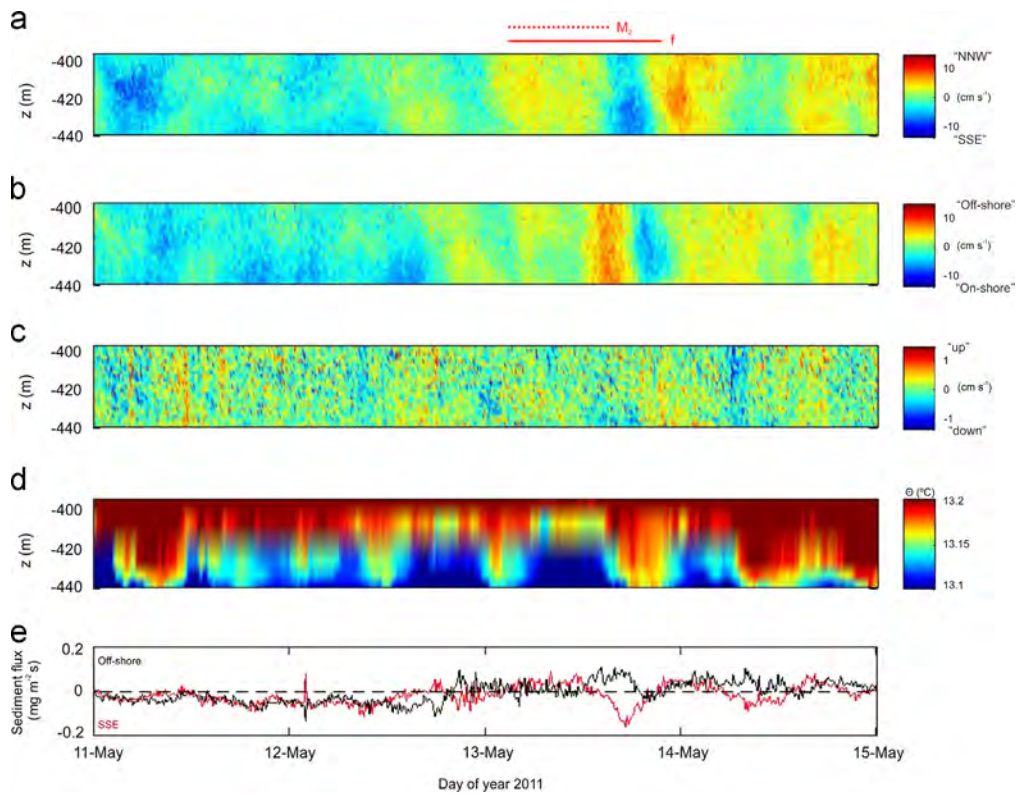 a
M₂
f
-400
-420
-440
z (m)
"NNW"
10
0 (cm s⁻¹)
-10
"SSE"
b
-400
-420
-440
z (m)
"Off-shore"
10
0 (cm s⁻¹)
-10
"On-shore"
c
-400
-420
-440
z (m)
"up"
1
0 (cm s⁻¹)
-1
"down"
d
-400
-420
-440
z (m)
Θ (°C)
13.2
13.15
13.1
e
0.2
0
-0.2
Sediment flux
(mg m⁻² s)
Off-shore
SSE
11-May
12-May
13-May
14-May
15-May
Day of year 2011